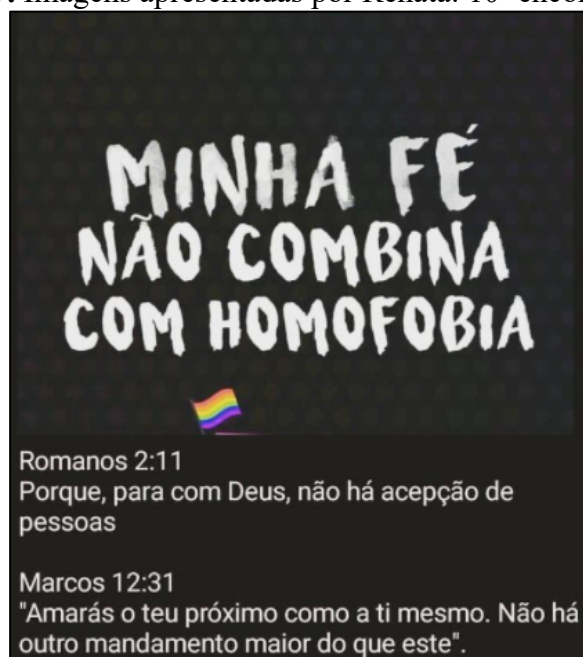 Imagens apresentadas por Renata. 10
MINHA FÉ
NÃO COMBINA
COM HOMOFOBIA
Romanos 2:11
Porque, para com Deus, não há acepção de
pessoas
Marcos 12:31
"Amarás o teu próximo como a ti mesmo. Não há
outro mandamento maior do que este".